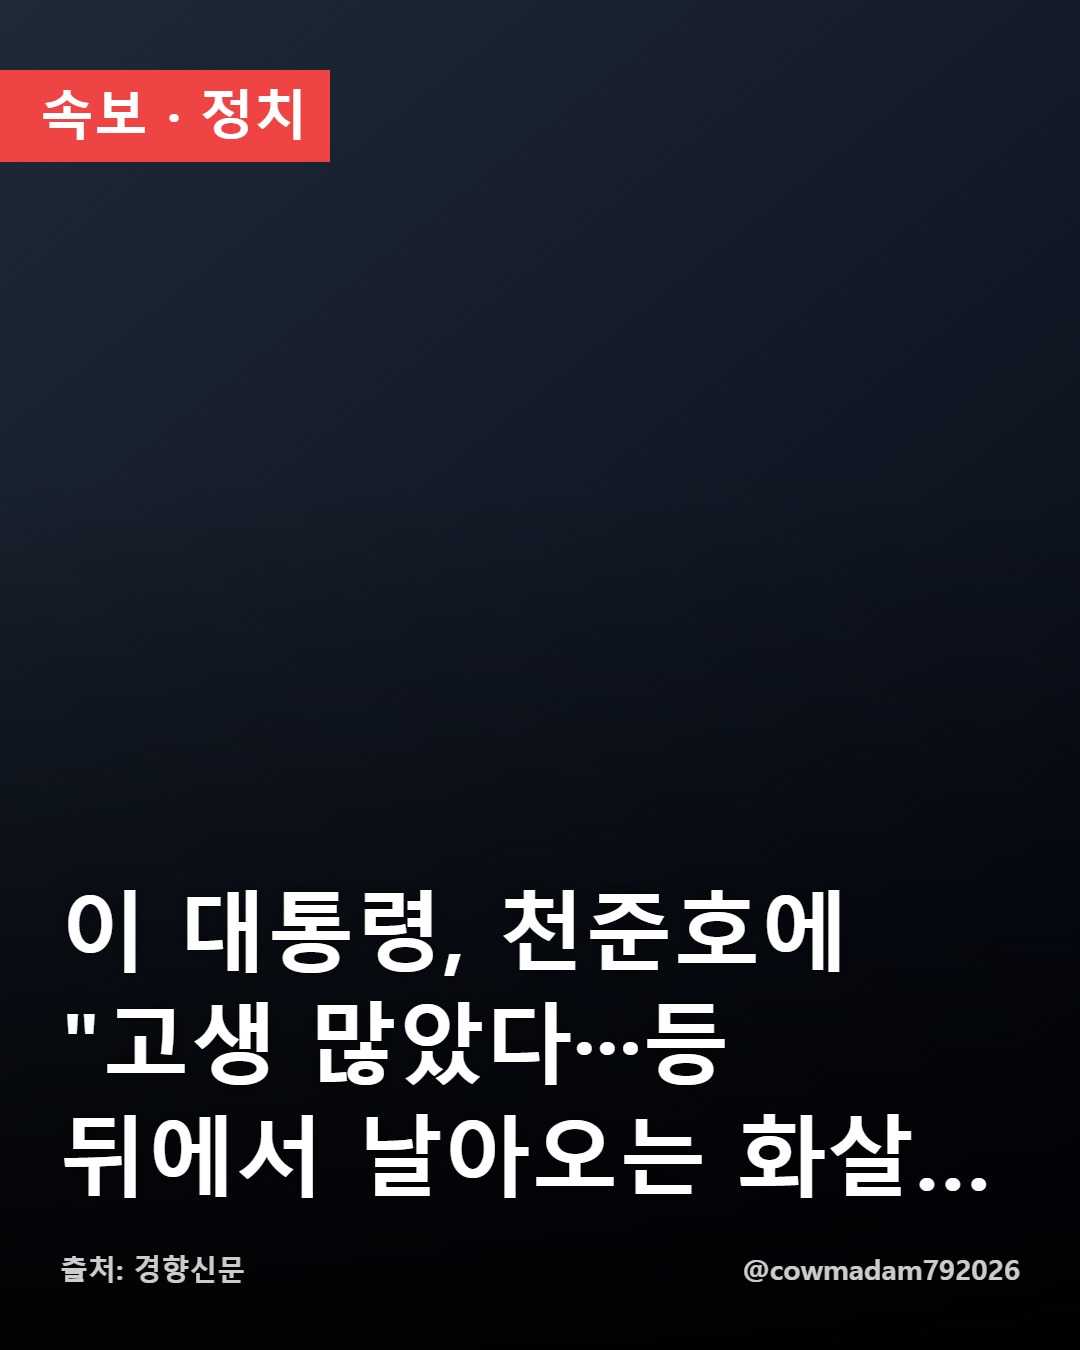 속보 · 정치
이 대통령, 천준호에
"고생 많았다···등
뒤에서 날아오는 화살...
출처: 경향신문
@cowmadam792026